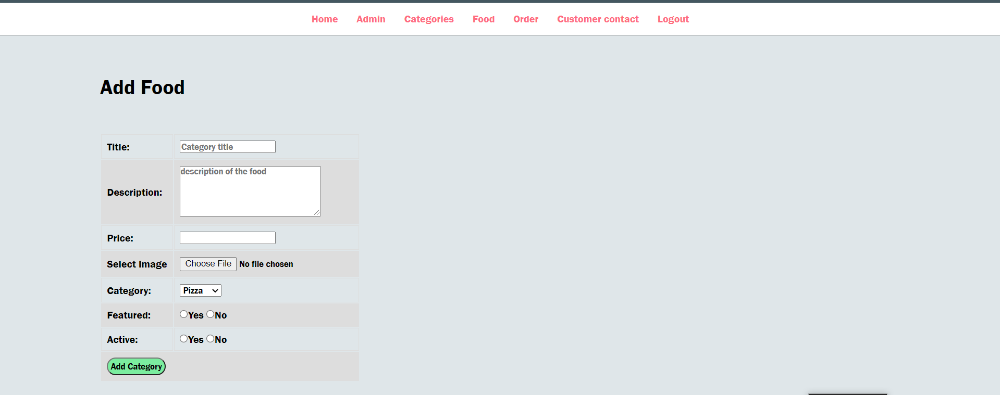 Home Admin Categories Food Order Customer contact Logout
Add Food
Title: Category title
Description: description of the food
Price:
Select Image Choose File No file chosen
Category: Pizza
Featured: Yes No
Active: Yes No
Add Category